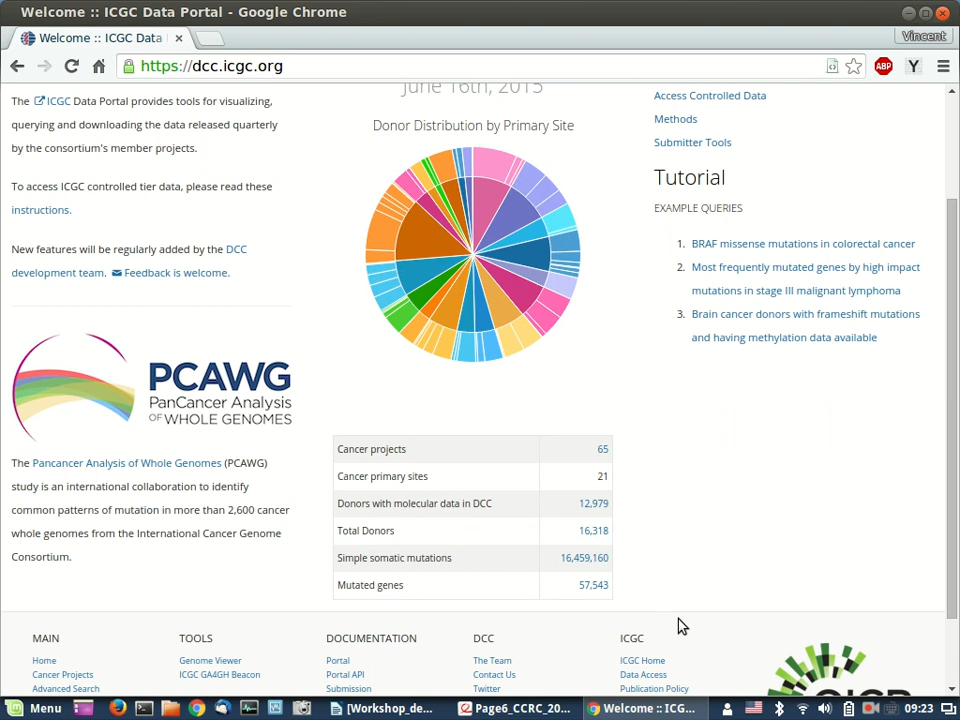 Welcome :: ICGC Data Portal - Google Chrome
Welcome :: ICGC Data
Vincent
https://dcc.icgc.org
ABP
Y
The ICGC Data Portal provides tools for visualizing,
querying and downloading the data released quarterly
by the consortium's member projects.
To access ICGC controlled tier data, please read these
instructions.
New features will be regularly added by the DCC
development team. Feedback is welcome.
PCAWG
PanCancer Analysis
OF WHOLE GENOMES
The Pancancer Analysis of Whole Genomes (PCAWG)
study is an international collaboration to identify
common patterns of mutation in more than 2,600 cancer
whole genomes from the International Cancer Genome
Consortium.
June 16th, 2015
Donor Distribution by Primary Site
Cancer projects 65
Cancer primary sites 21
Donors with molecular data in DCC 12,979
Total Donors 16,318
Simple somatic mutations 16,459,160
Mutated genes 57,543
Access Controlled Data
Methods
Submitter Tools
Tutorial
EXAMPLE QUERIES
1. BRAF missense mutations in colorectal cancer
2. Most frequently mutated genes by high impact
mutations in stage III malignant lymphoma
3. Brain cancer donors with frameshift mutations
and having methylation data available
MAIN
Home
Cancer Projects
Advanced Search
TOOLS
Genome Viewer
ICGC GA4GH Beacon
DOCUMENTATION
Portal
Portal API
Submission
DCC
The Team
Contact Us
Twitter
ICGC
ICGC Home
Data Access
Publication Policy
OICR
Menu
[Workshop_de...
Page6_CCRC_20...
Welcome :: ICG...
09:23